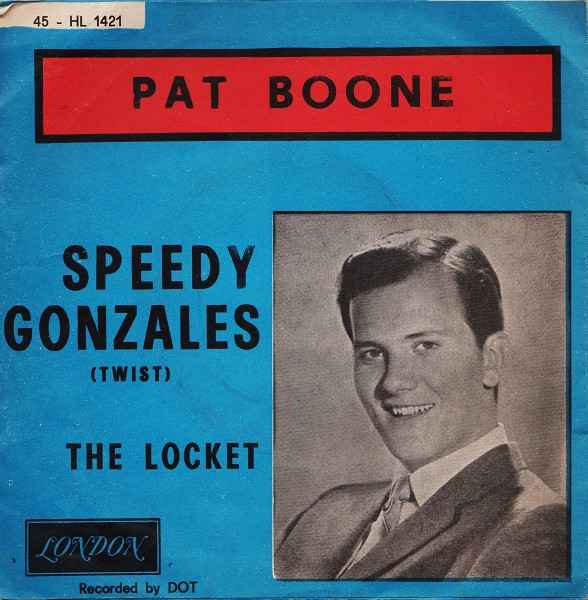 45 - HL 1421
PAT BOONE
SPEEDY
GONZALES
(TWIST)
THE LOCKET
LONDON
Recorded by DOT